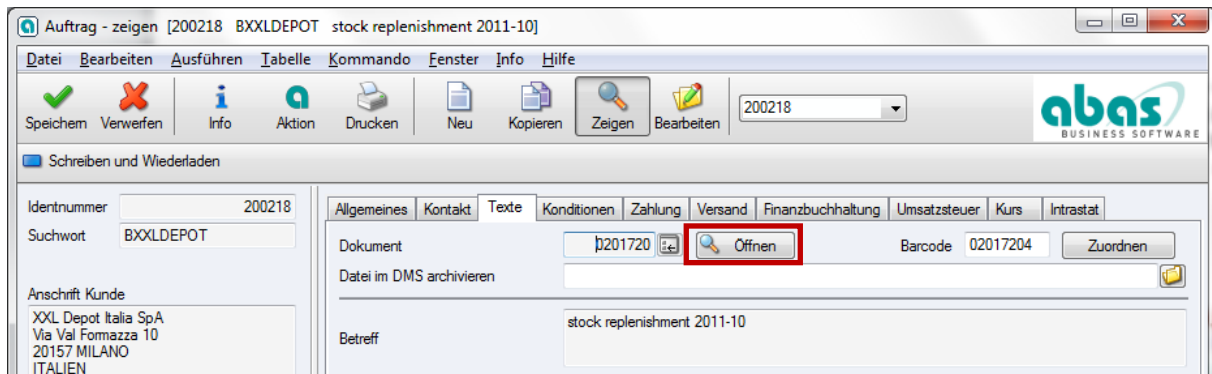 Auftrag - zeigen [200218 BXXLDEPOT stock replenishment 2011-10]
Datei Bearbeiten Ausführen Tabelle Kommando Fenster Info Hilfe
Speichern Verwerfen Info Aktion Drucken Neu Kopieren Zeigen Bearbeiten 200218
abas
BUSINESS SOFTWARE
Schreiben und Wiederladen
Identnummer 200218
Suchwort BXXLDEPOT
Anschrift Kunde
XXL Depot Italia SpA
Via Val Formazza 10
20157 MILANO
ITALIEN
Allgemeines Kontakt Texte Konditionen Zahlung Versand Finanzbuchhaltung Umsatzsteuer Kurs Intrastat
Dokument 0201720 Öffnen Barcode 02017204 Zuordnen
Datei im DMS archivieren
Betreff stock replenishment 2011-10